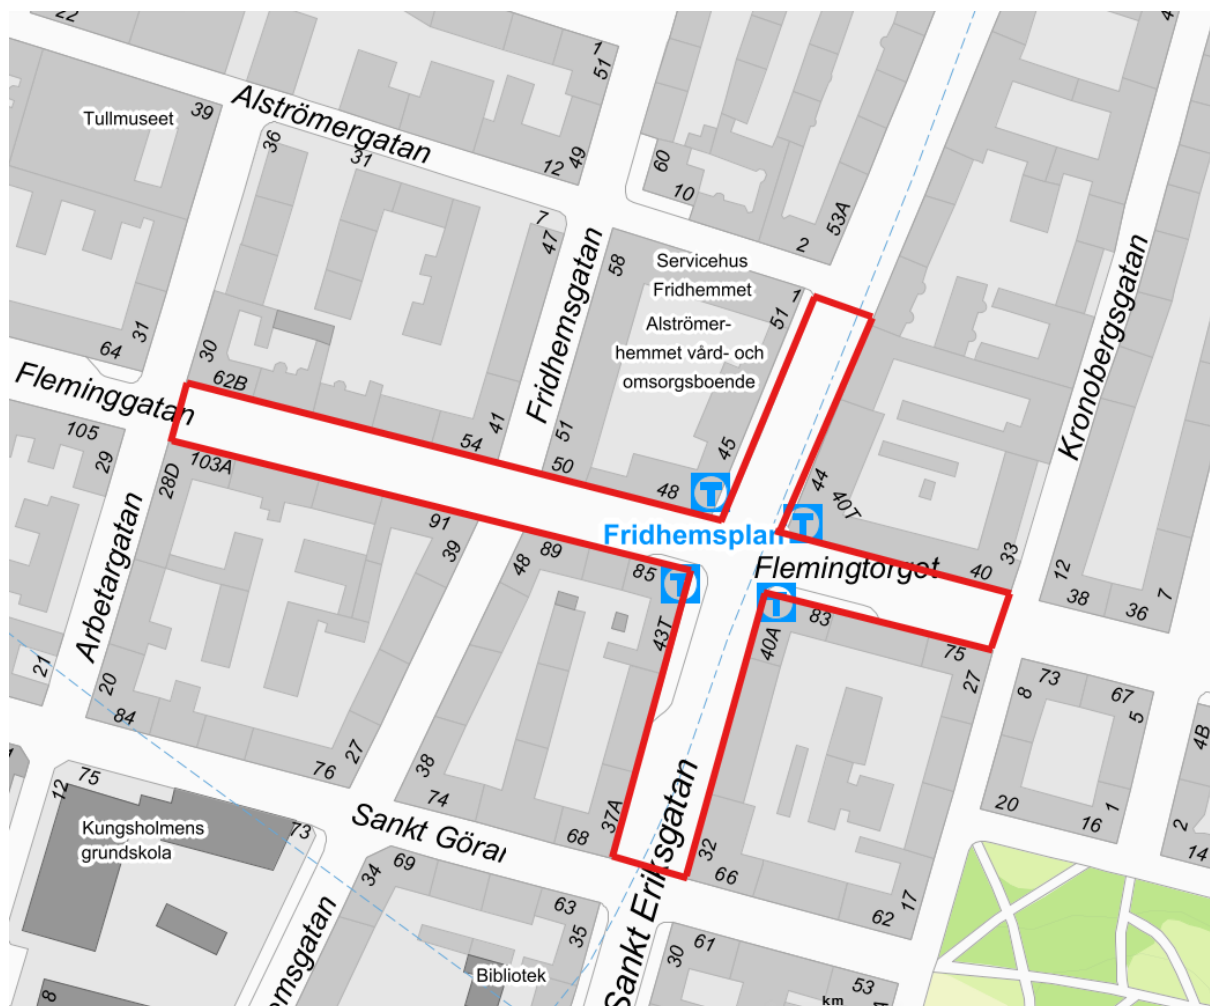 22
1
51
4
Tullmuseet
39
Alströmergatan
36
31
12
49
60
10
53A
2
7
47
58
Servicehus
Fridhemmet
1
51
Alströmer-
hemmet vård- och
omsorgsboende
Fridhemsgatan
Kronobergsgatan
31
64
30
62B
Fleminggatan
105
29
103A
28D
54
41
51
50
45
48
T
44
40T
T
Fridhemsplan
Flemingtorget
91
39
48
89
85
T
43T
T
40A
83
40
33
12
38
36
7
75
27
73
67
8
5
4B
Arbetargatan
21
20
84
76
27
38
74
68
37A
Sankt Göran
Sankt Eriksgatan
32
66
62
17
20
16
1
2
14
75
12
73
Kungsholmens
grundskola
34
69
63
35
Bibliotek
emsgatan
30
61
53
km
8